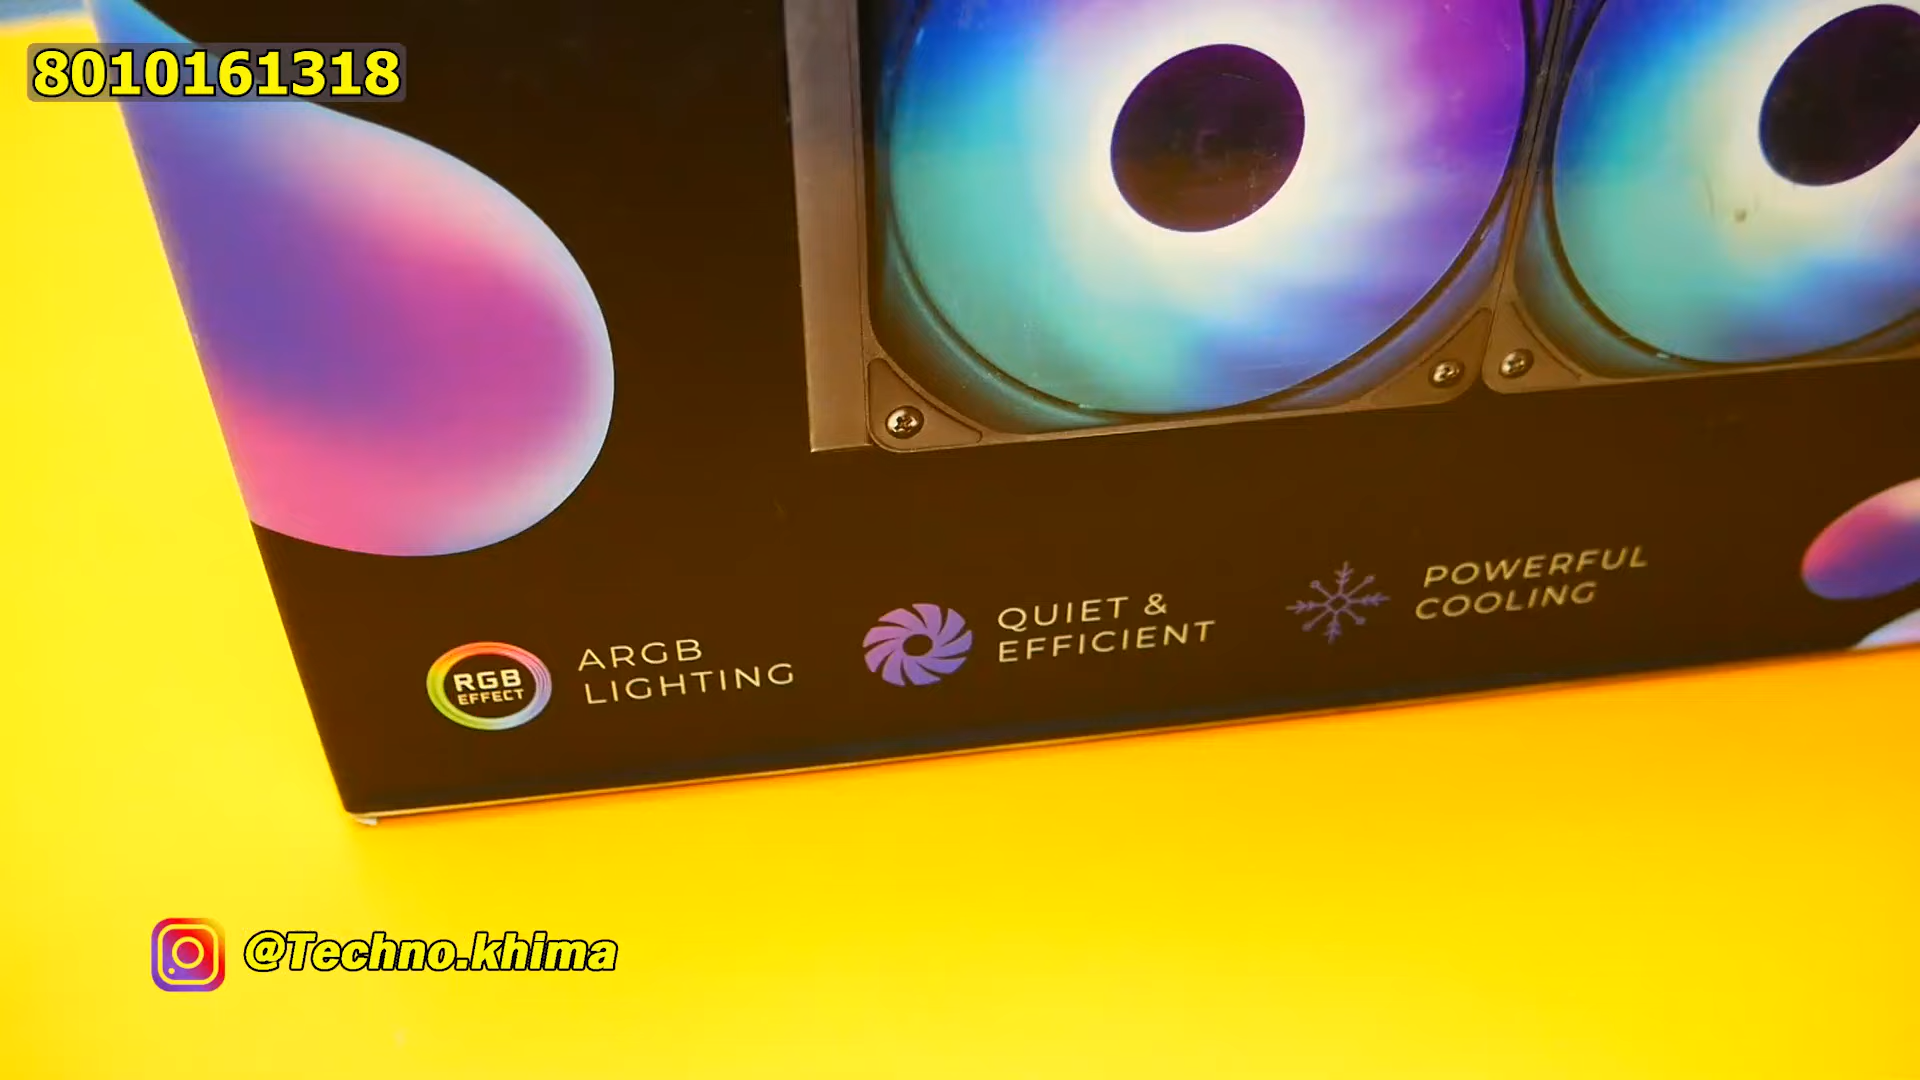 8010161318
RGB
EFFECT
ARGB
LIGHTING
QUIET &
EFFICIENT
POWERFUL
COOLING
@Techno.khima